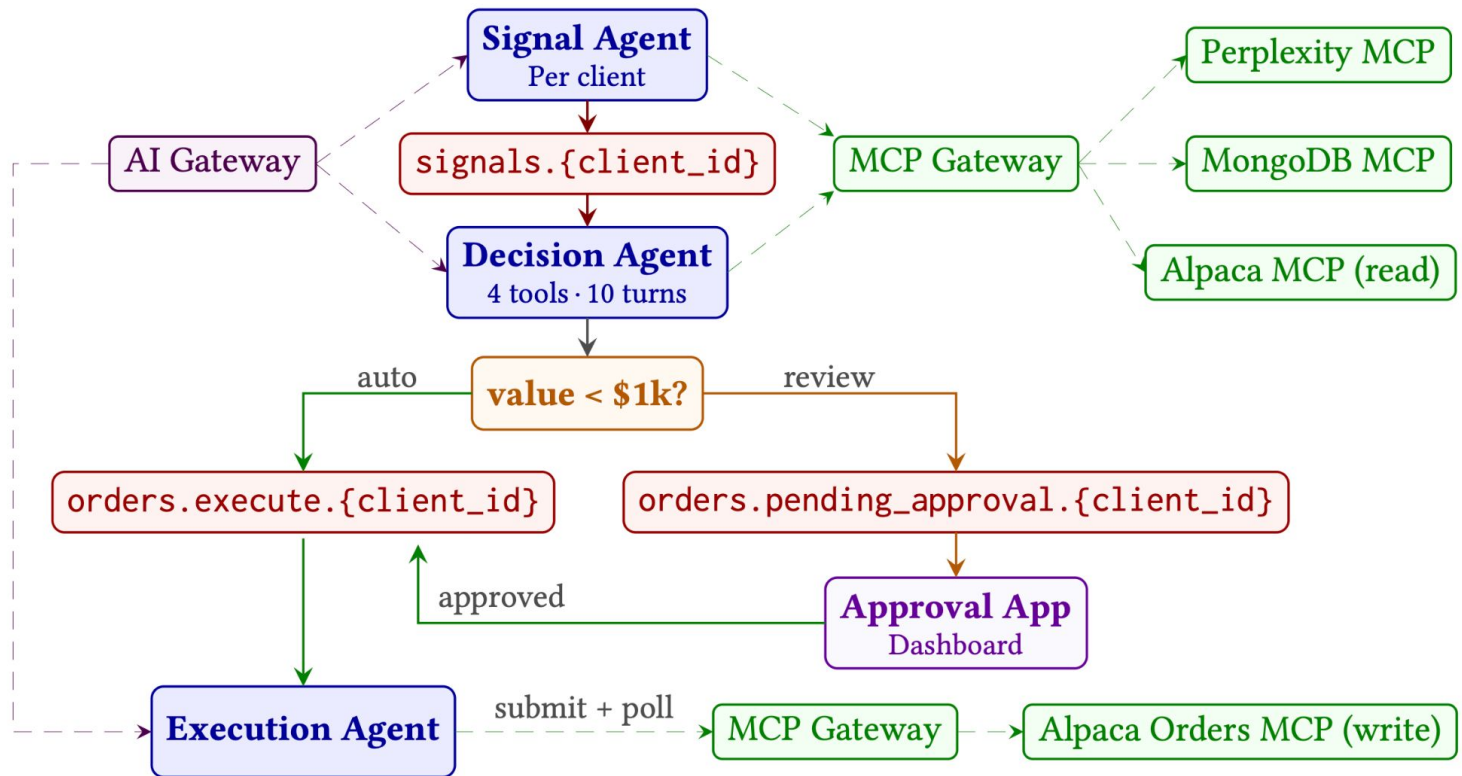 Signal Agent
Per client
Perplexity MCP
AI Gateway
signals.{client_id}
MCP Gateway
MongoDB MCP
Decision Agent
4 tools · 10 turns
Alpaca MCP (read)
auto
value < $1k?
review
orders.execute.{client_id}
orders.pending_approval.{client_id}
approved
Approval App
Dashboard
Execution Agent
submit + poll
MCP Gateway
Alpaca Orders MCP (write)